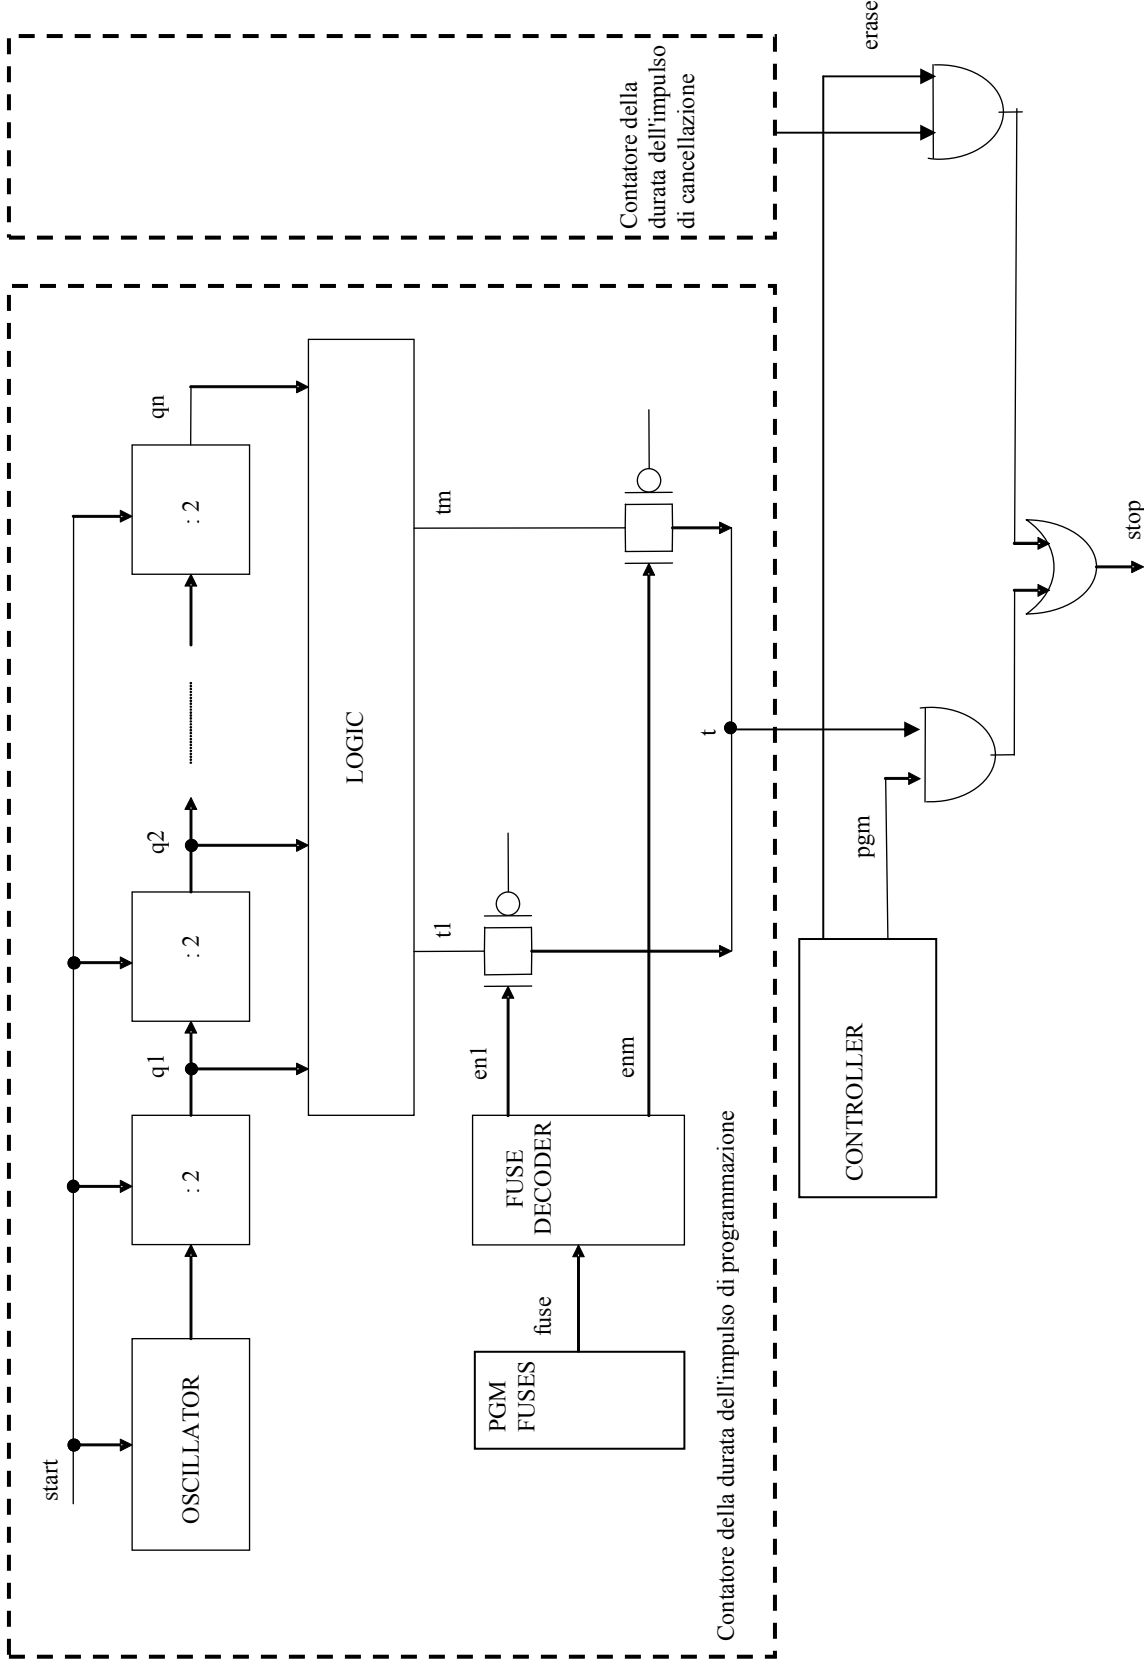 start
OSCILLATOR
: 2
q1
: 2
q2
: 2
qn
LOGIC
t1
tm
PGM
FUSES
fuse
FUSE
DECODER
en1
enm
t
Contatore della durata dell'impulso di programmazione
Contatore della
durata dell'impulso
di cancellazione
CONTROLLER
pgm
erase
stop